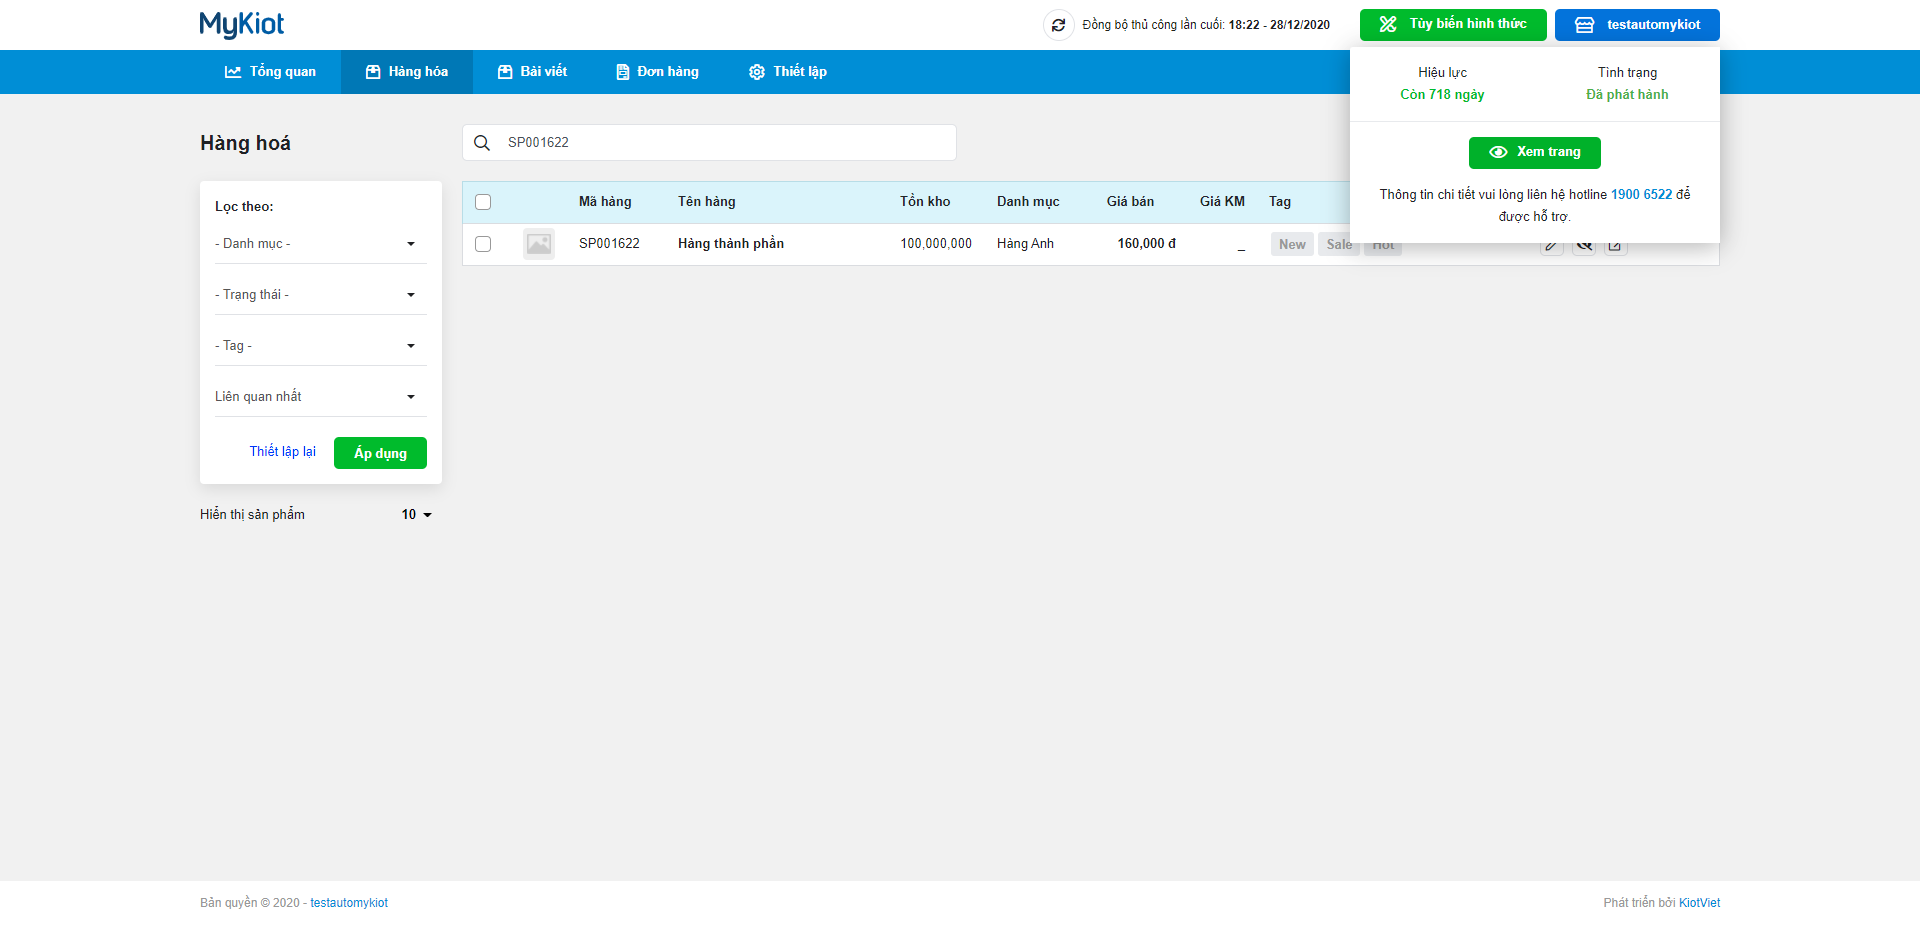 MyKiot
Đồng bộ thủ công lần cuối: 18:22 - 28/12/2020
Tùy biến hình thức
testautomykiot
Tổng quan
Hàng hóa
Bài viết
Đơn hàng
Thiết lập
Hiệu lực
Còn 718 ngày
Tình trạng
Đã phát hành
Xem trang
Thông tin chi tiết vui lòng liên hệ hotline 1900 6522 để
được hỗ trợ.
Hàng hoá
SP001622
Lọc theo:
- Danh mục -
- Trạng thái -
- Tag -
Liên quan nhất
Thiết lập lại
Áp dụng
Hiển thị sản phẩm
10
Mã hàng Tên hàng Tồn kho Danh mục Giá bán Giá KM Tag
SP001622 Hàng thành phần 100,000,000 Hàng Anh 160,000 đ _ New Sale Hot
Bản quyền © 2020 - testautomykiot
Phát triển bởi KiotViet